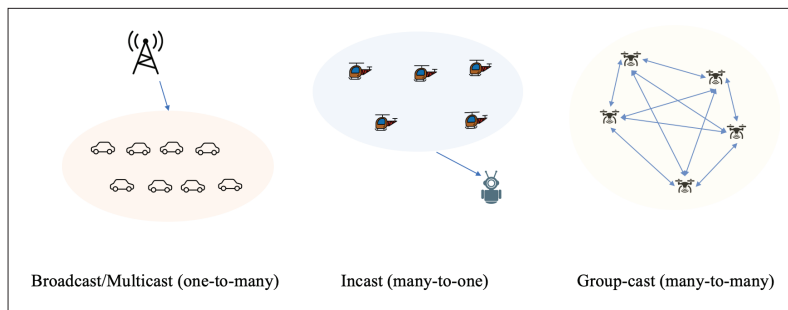 Broadcast/Multicast (one-to-many)
Incast (many-to-one)
Group-cast (many-to-many)